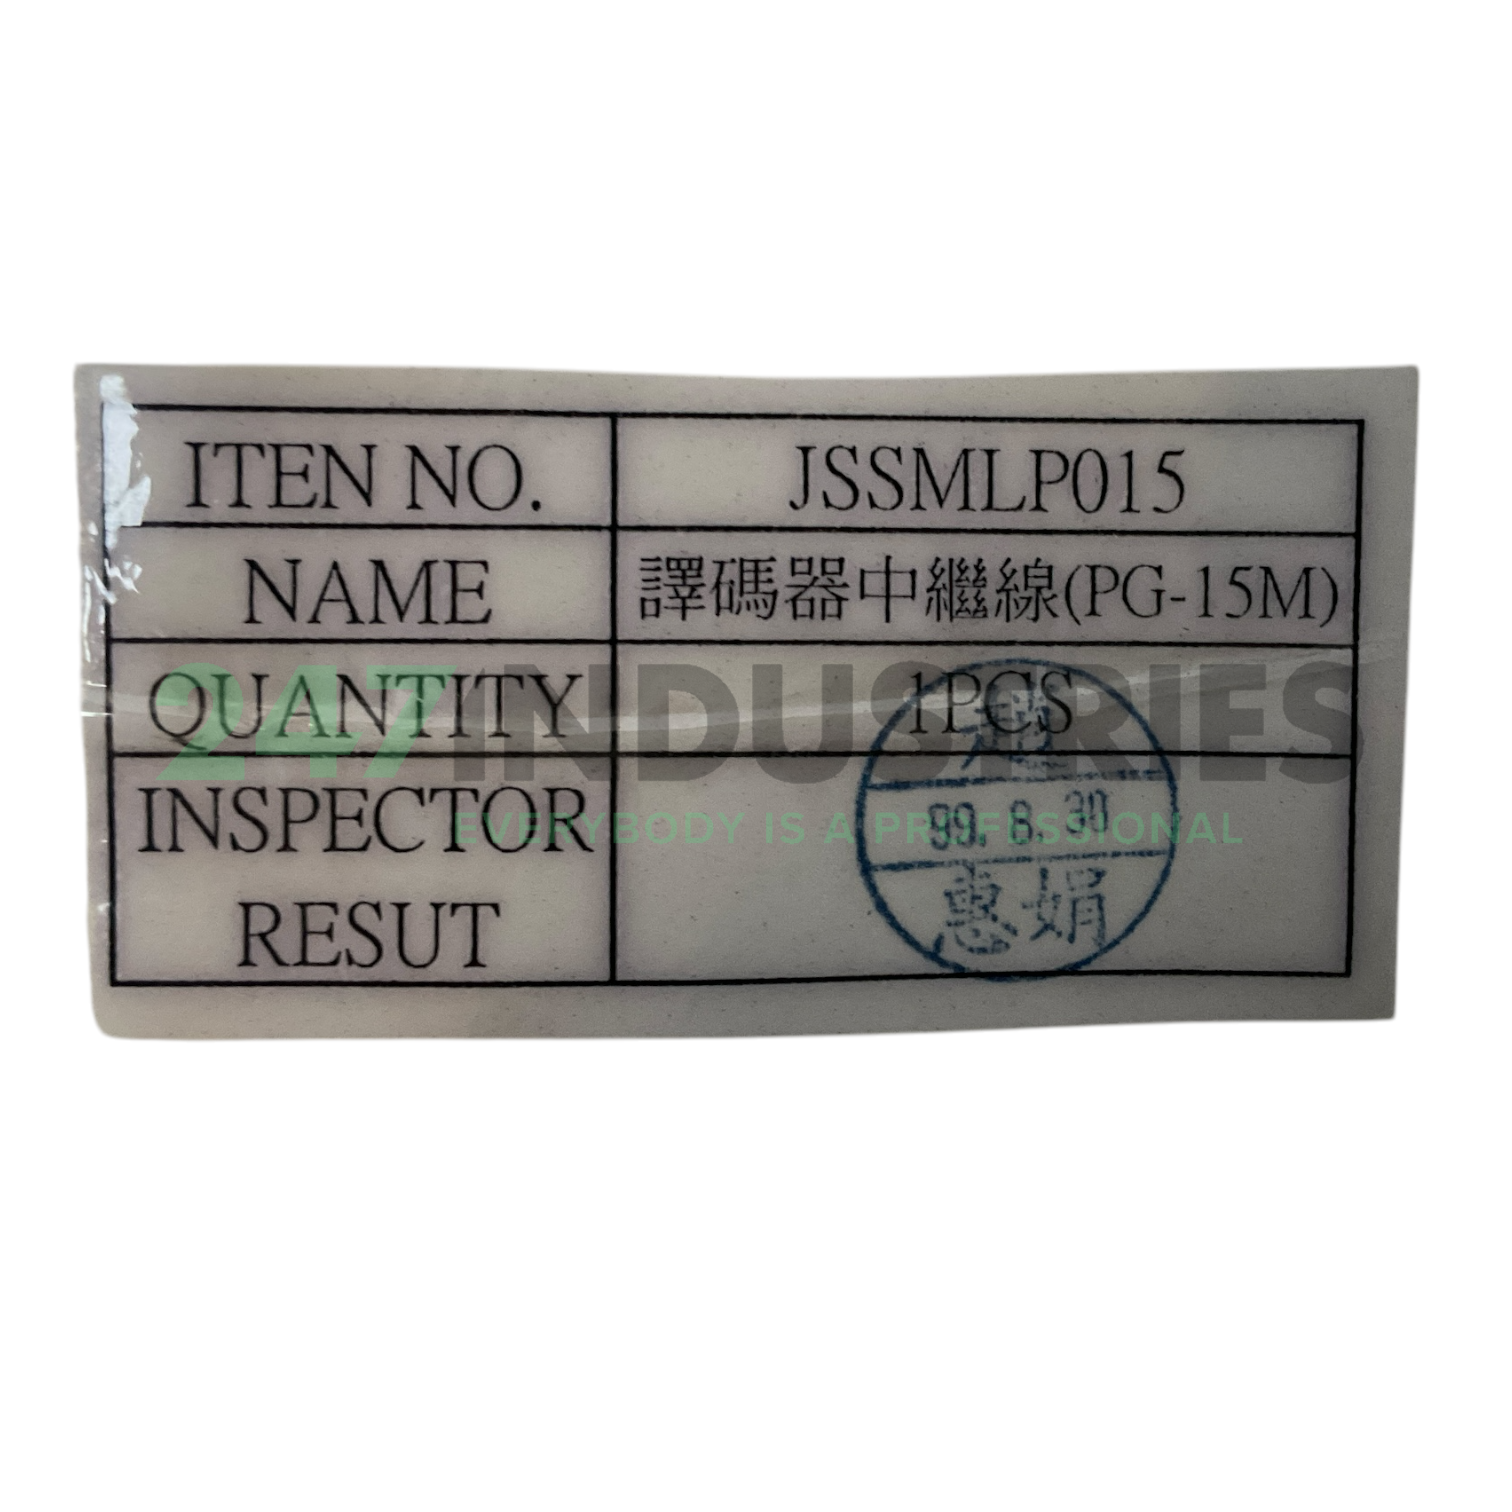 ITEN NO. JSSMLP015
NAME 譯碼器中繼線(PG-15M)
QUANTITY 1PCS
INSPECTOR
RESUT
趙
99. 8. 30
惠娟
247INDUSTRIES
EVERYBODY IS A PROFESSIONAL